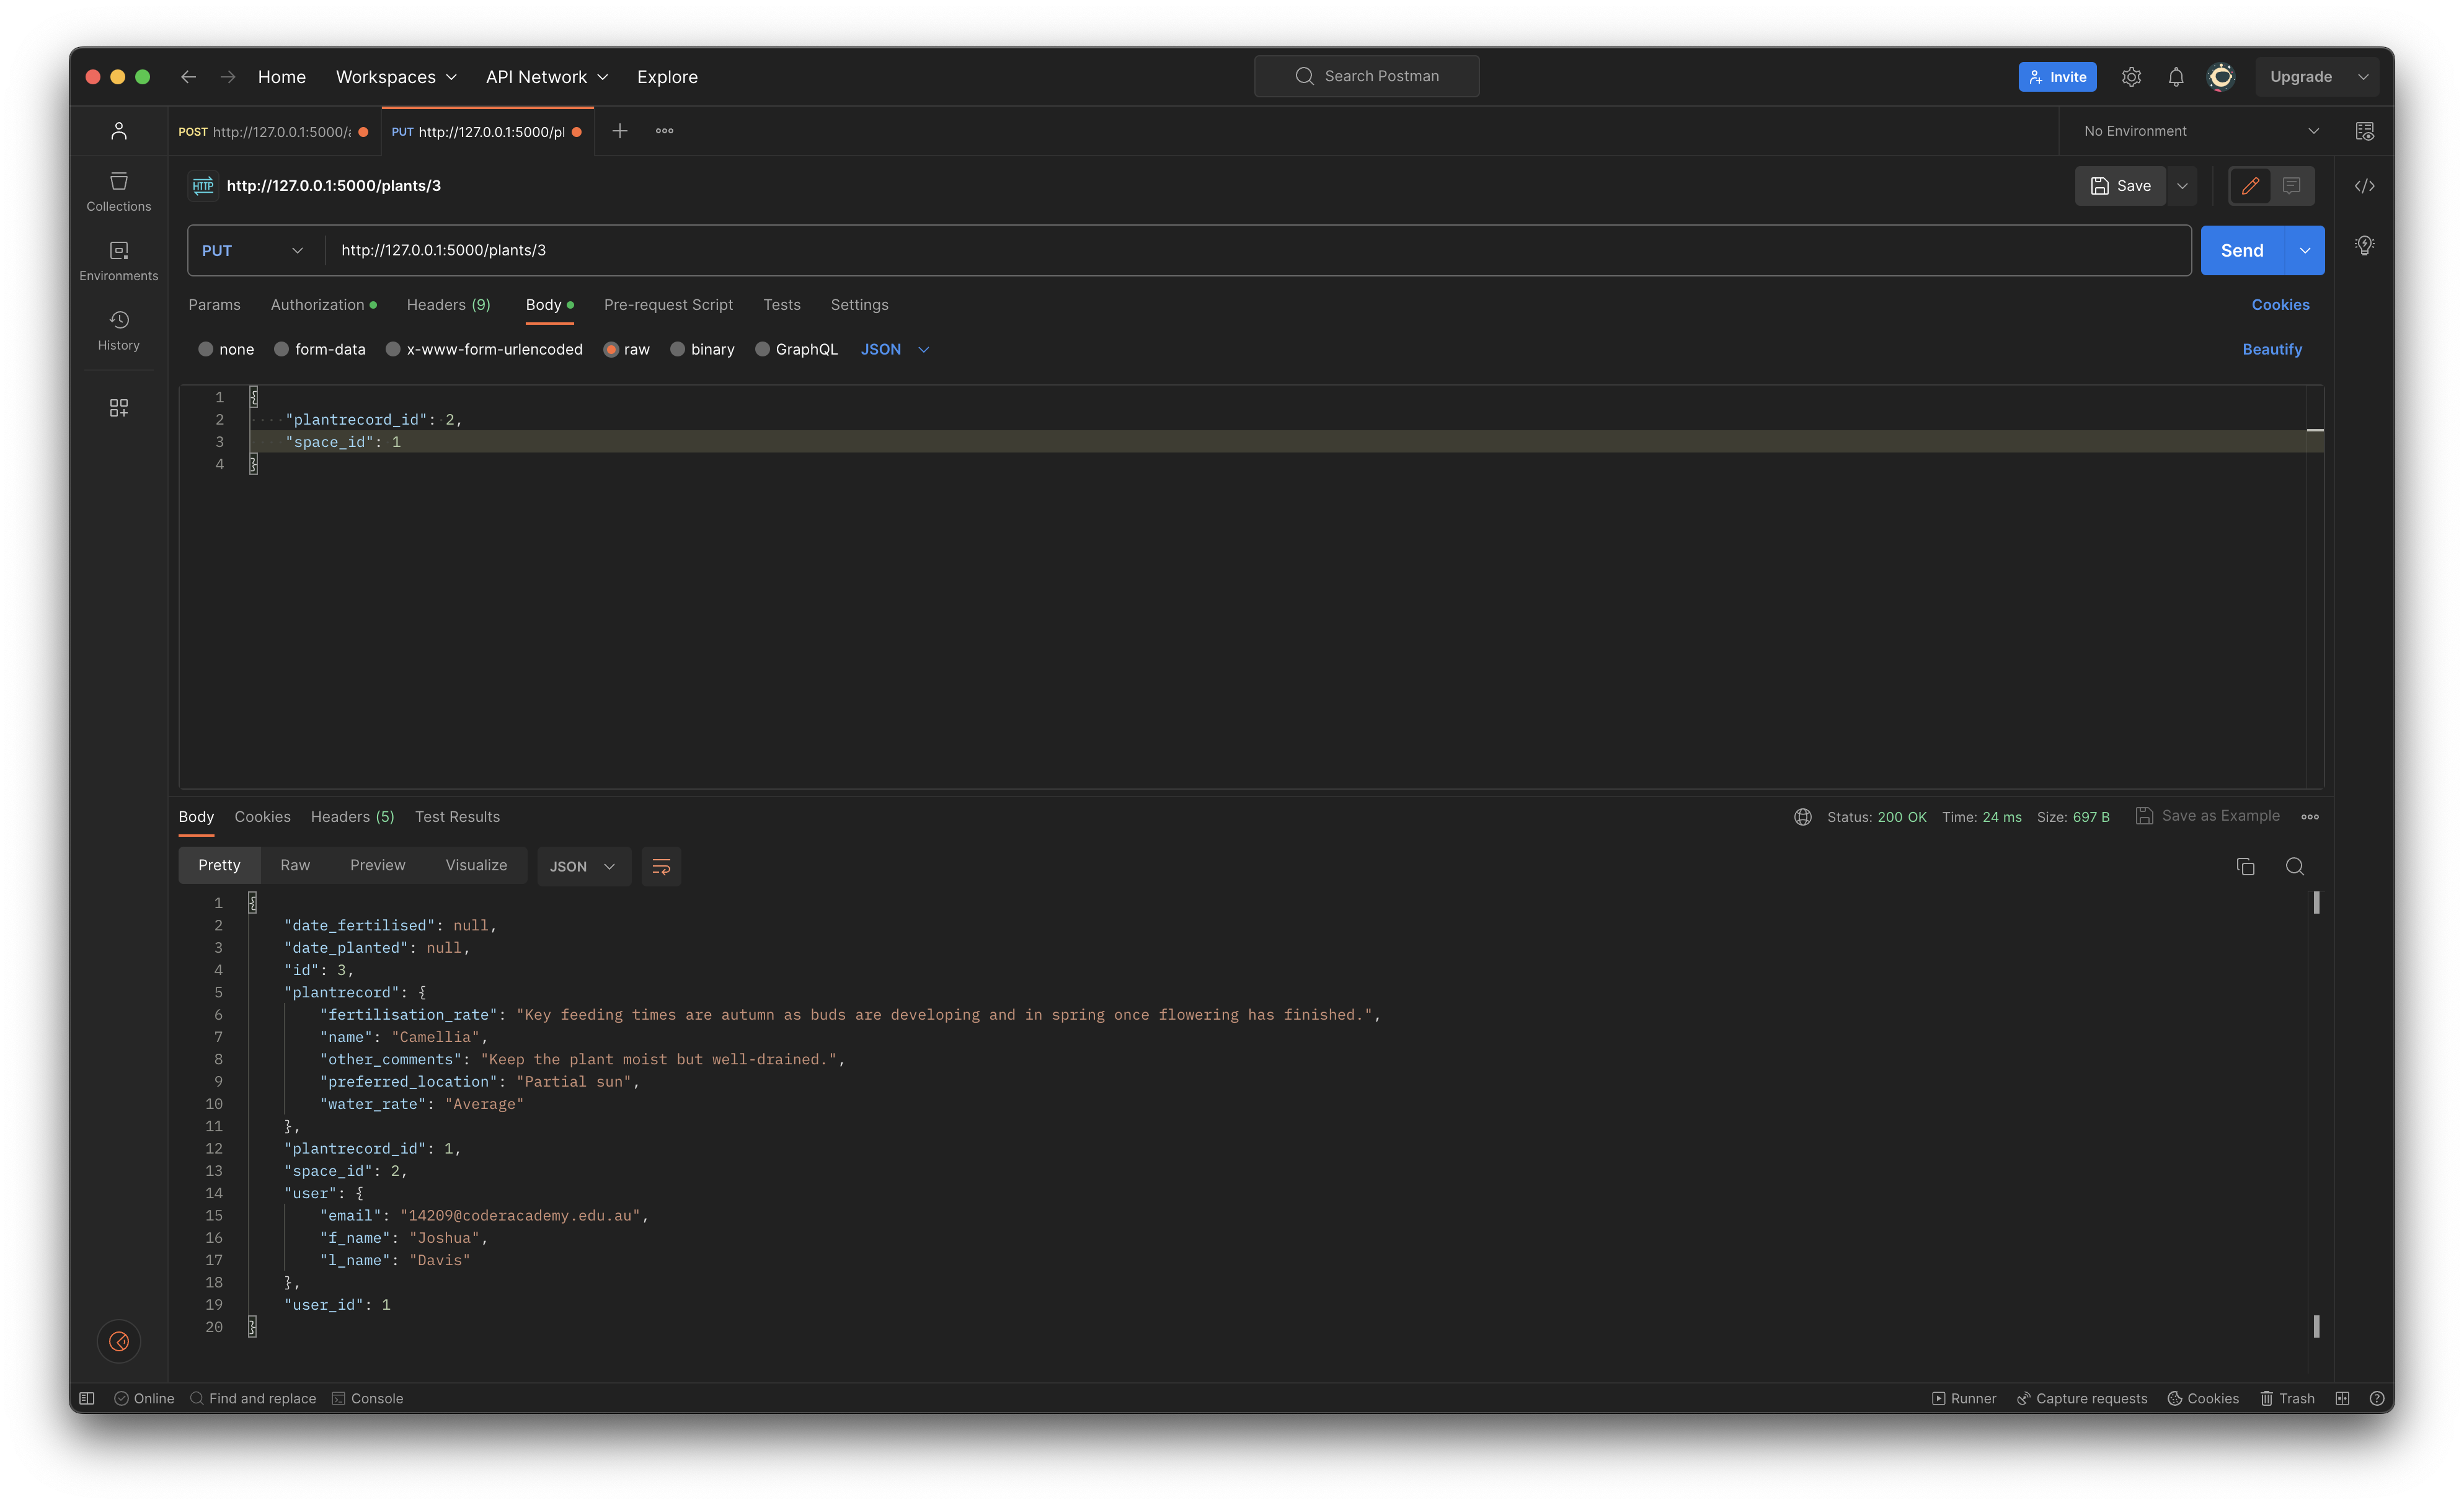 Home Workspaces API Network Explore Search Postman Invite Upgrade
POST http://127.0.0.1:5000/a PUT http://127.0.0.1:5000/pl No Environment
HTTP http://127.0.0.1:5000/plants/3 Save
Collections
Environments
History
PUT http://127.0.0.1:5000/plants/3 Send
Params Authorization Headers (9) Body Pre-request Script Tests Settings Cookies
none form-data x-www-form-urlencoded raw binary GraphQL JSON Beautify
1 {
2 "plantrecord_id": 2,
3 "space_id": 1
4 }
Body Cookies Headers (5) Test Results Status: 200 OK Time: 24 ms Size: 697 B Save as Example
Pretty Raw Preview Visualize JSON
1 {
2 "date_fertilised": null,
3 "date_planted": null,
4 "id": 3,
5 "plantrecord": {
6 "fertilisation_rate": "Key feeding times are autumn as buds are developing and in spring once flowering has finished.",
7 "name": "Camellia",
8 "other_comments": "Keep the plant moist but well-drained.",
9 "preferred_location": "Partial sun",
10 "water_rate": "Average"
11 },
12 "plantrecord_id": 1,
13 "space_id": 2,
14 "user": {
15 "email": "14209@coderacademy.edu.au",
16 "f_name": "Joshua",
17 "l_name": "Davis"
18 },
19 "user_id": 1
20 }
Online Find and replace Console Runner Capture requests Cookies Trash